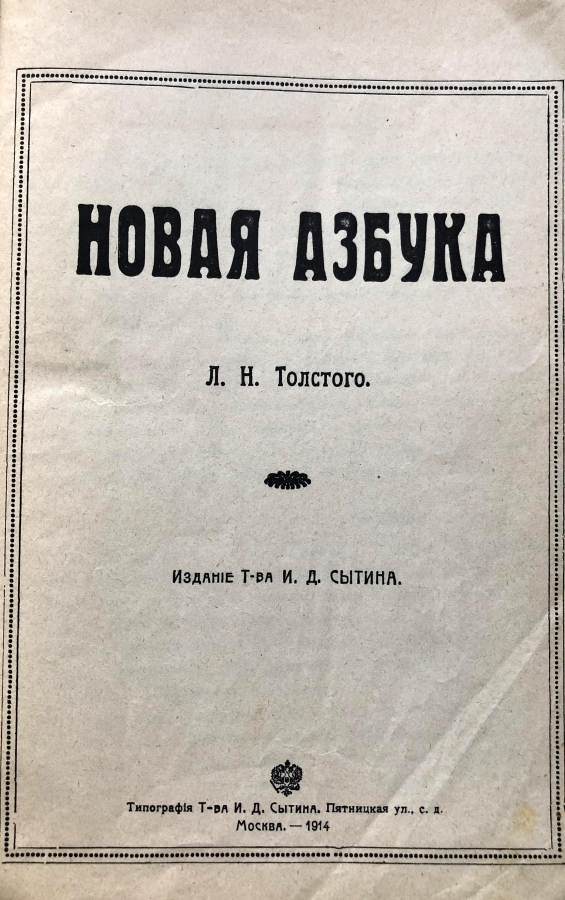 НОВАЯ АЗБУКА
Л. Н. Толстого.
Изданіе Т-ва И. Д. СЫТИНА.
Типографія Т-ва И. Д. Сытина. Пятницкая ул., с. д.
Москва. — 1914